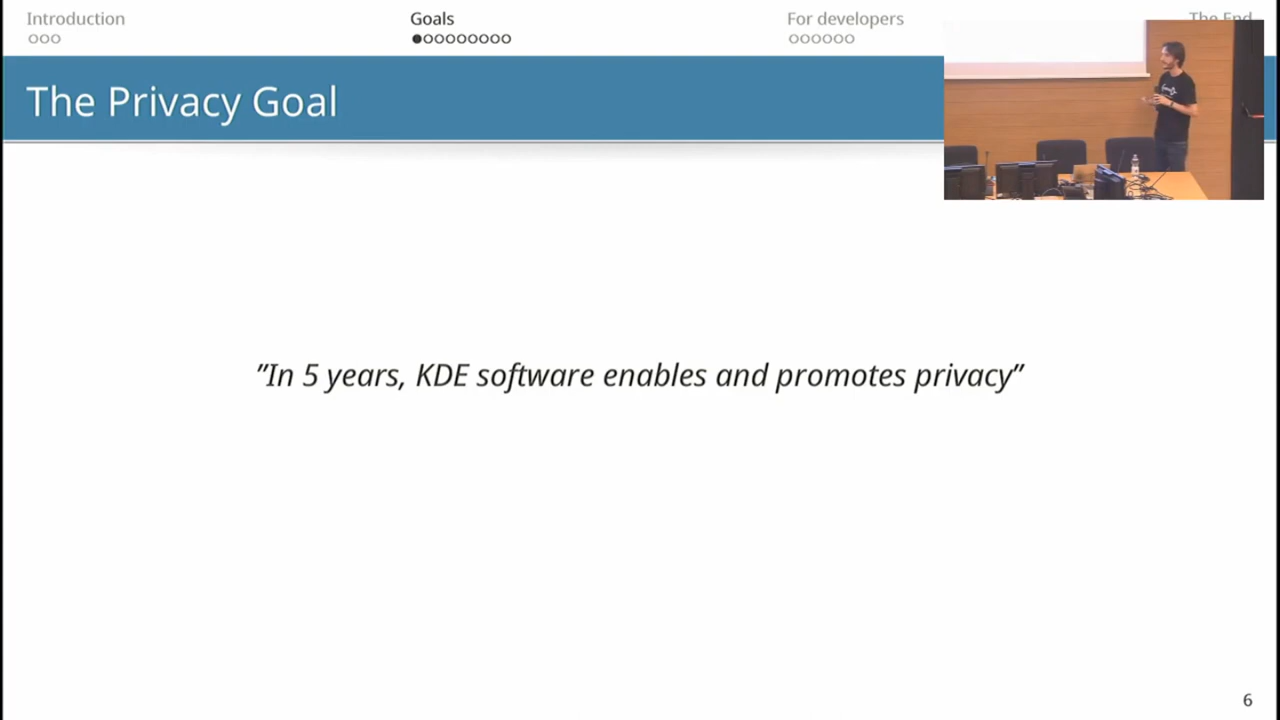 Introduction
Goals
For developers
The End
The Privacy Goal
"In 5 years, KDE software enables and promotes privacy"
6